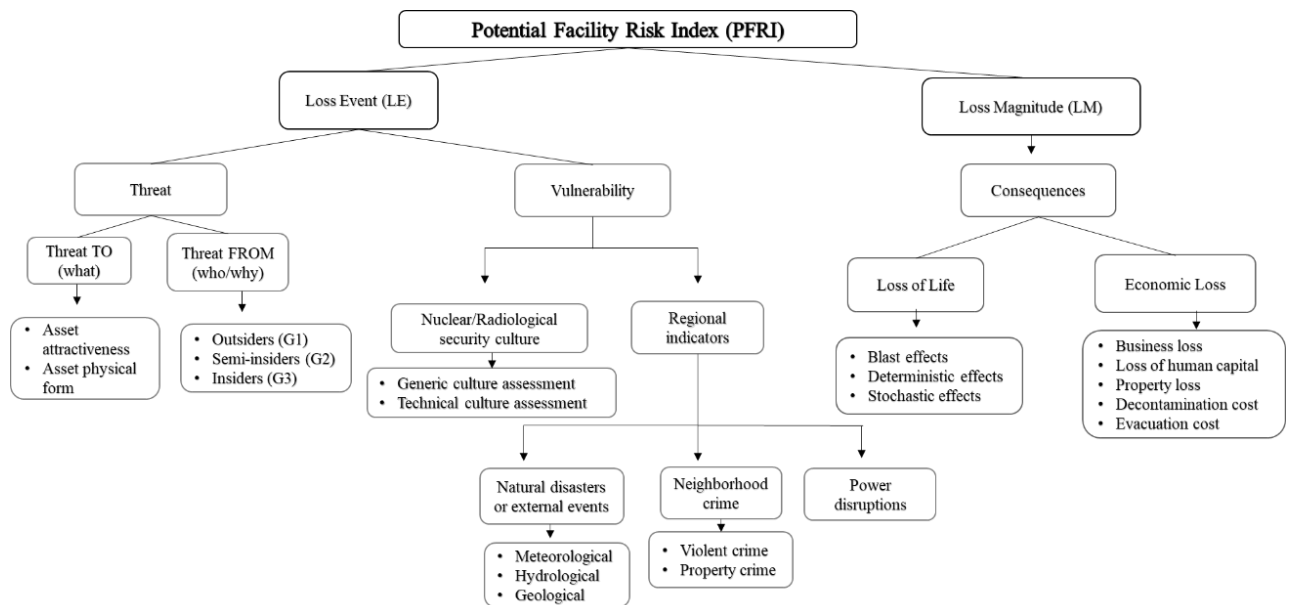 Potential Facility Risk Index (PFRI)
Loss Event (LE)
Loss Magnitude (LM)
Threat
Vulnerability
Consequences
Threat TO
(what)
Threat FROM
(who/why)
Loss of Life
Economic Loss
• Asset
attractiveness
• Asset physical
form
• Outsiders (G1)
• Semi-insiders (G2)
• Insiders (G3)
Nuclear/Radiological
security culture
Regional
indicators
• Generic culture assessment
• Technical culture assessment
• Blast effects
• Deterministic effects
• Stochastic effects
• Business loss
• Loss of human capital
• Property loss
• Decontamination cost
• Evacuation cost
Natural disasters
or external events
Neighborhood
crime
Power
disruptions
• Meteorological
• Hydrological
• Geological
• Violent crime
• Property crime